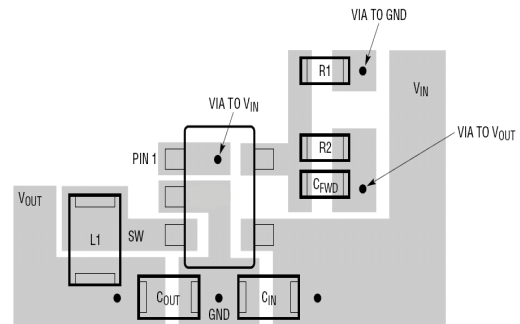 VIA TO GND
R1
VIN
VIA TO VIN
VIA TO VOUT
PIN 1
R2
CFWD
VOUT
L1
SW
COUT
GND
CIN